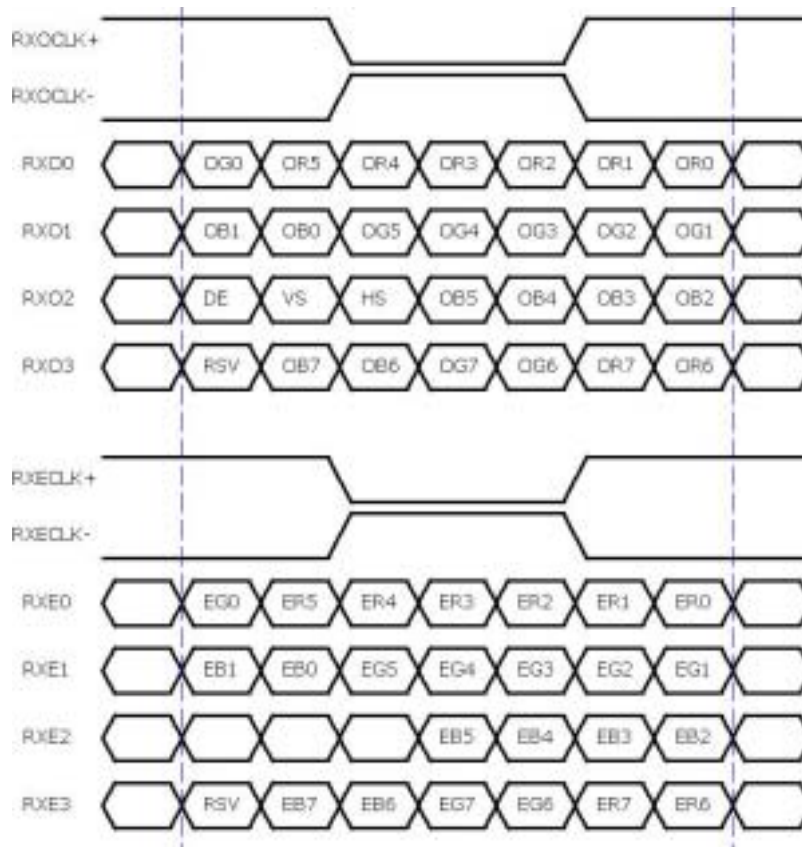 RXOCLK+
RXOCLK-
RXO0 OG0 OR5 OR4 OR3 OR2 OR1 OR0
RXO1 OB1 OB0 OG5 OG4 OG3 OG2 OG1
RXO2 DE VS HS OB5 OB4 OB3 OB2
RXO3 RSV OB7 OB6 OG7 OG6 OR7 OR6
RXECLK+
RXECLK-
RXE0 EG0 ER5 ER4 ER3 ER2 ER1 ER0
RXE1 EB1 EB0 EG5 EG4 EG3 EG2 EG1
RXE2 EB5 EB4 EB3 EB2
RXE3 RSV EB7 EB6 EG7 EG6 ER7 ER6